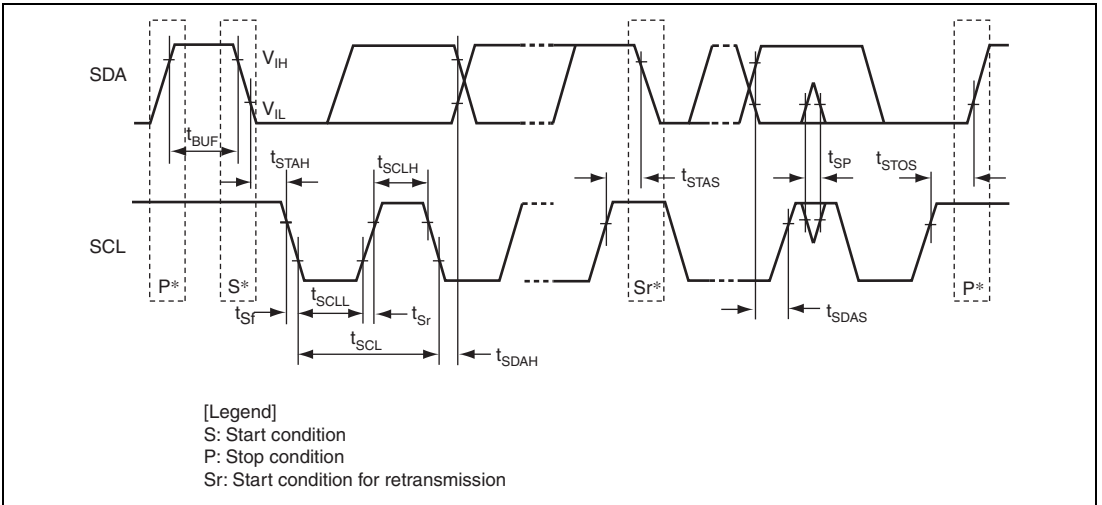 SDA
V_IH
V_IL
t_BUF
t_STAH
t_SCLH
t_STAS
t_SP
t_STOS
SCL
P*
S*
Sr*
P*
t_Sf
t_SCLL
t_Sr
t_SCL
t_SDAH
t_SDAS
[Legend]
S: Start condition
P: Stop condition
Sr: Start condition for retransmission